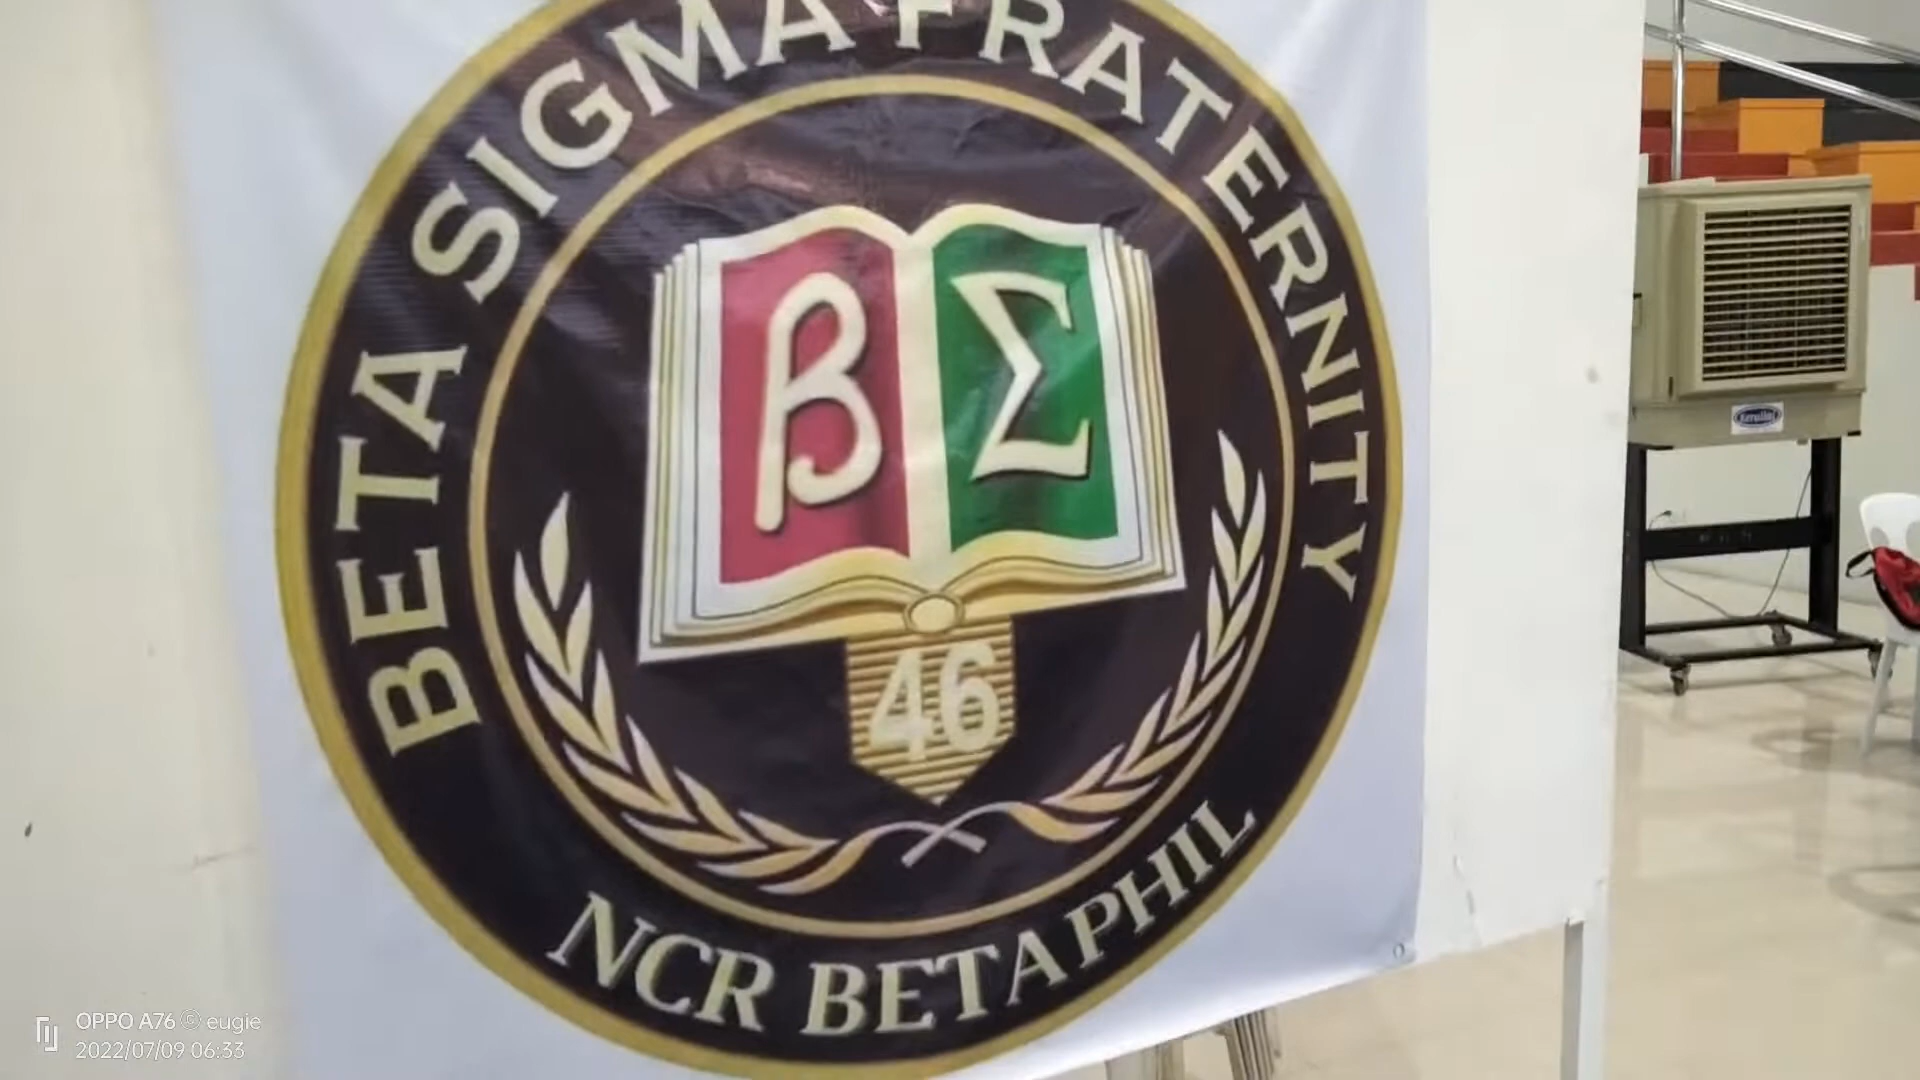 BETA SIGMA FRATERNITY
βΣ
46
NCR BETA PHIL
OPPO A76 © eugie
2022/07/09 06:33